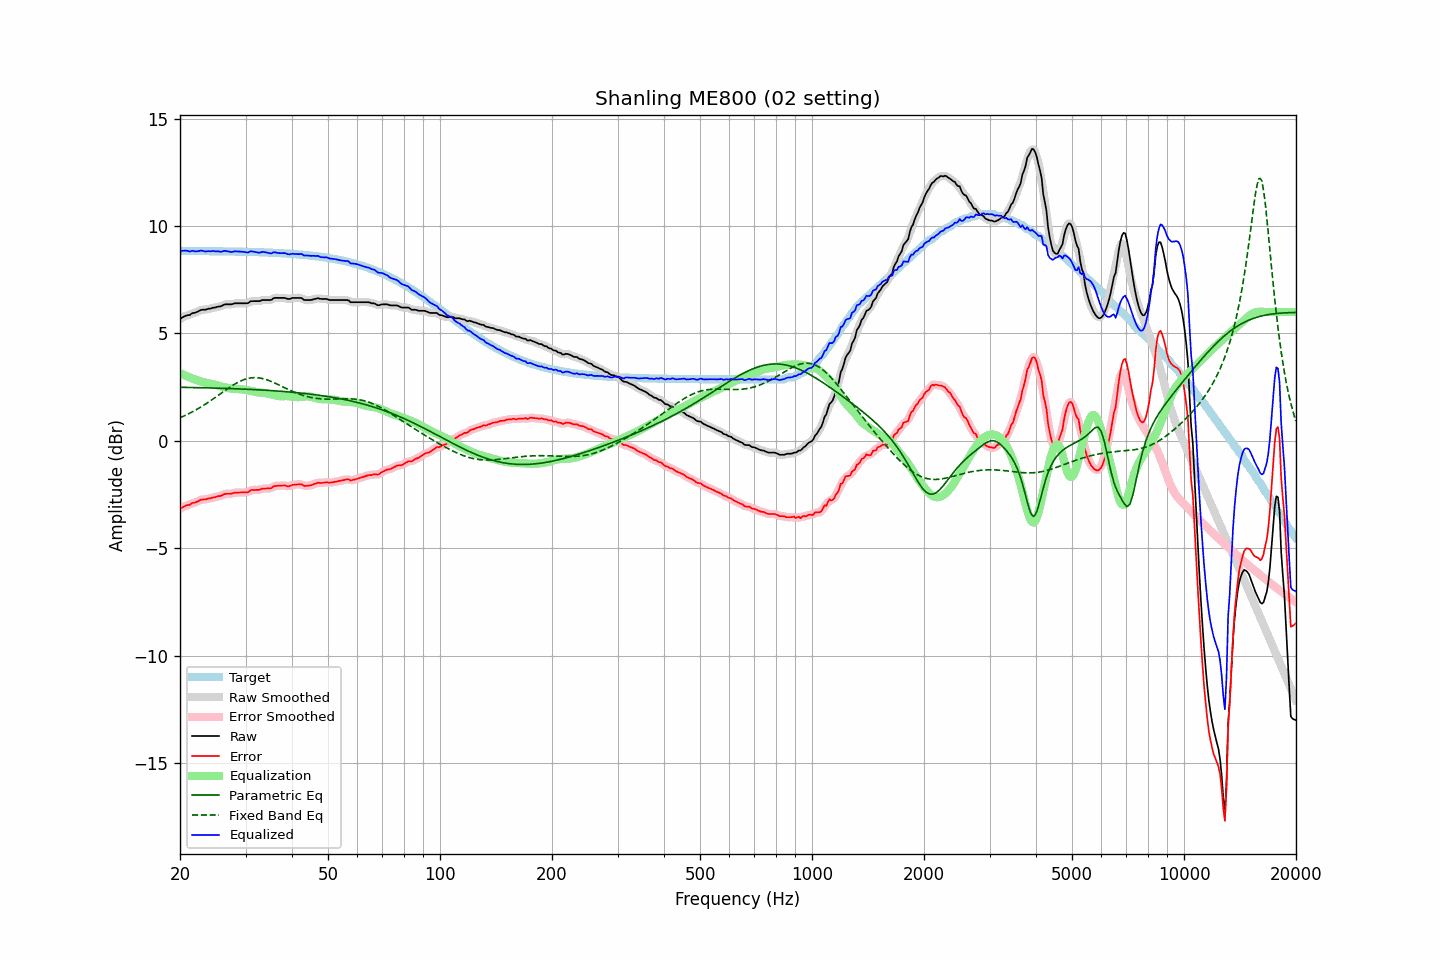 Shanling ME800 (02 setting)
15
10
5
0
−5
−10
−15
Amplitude (dBr)
Target
Raw Smoothed
Error Smoothed
Raw
Error
Equalization
Parametric Eq
Fixed Band Eq
Equalized
20 50 100 200 500 1000 2000 5000 10000 20000
Frequency (Hz)